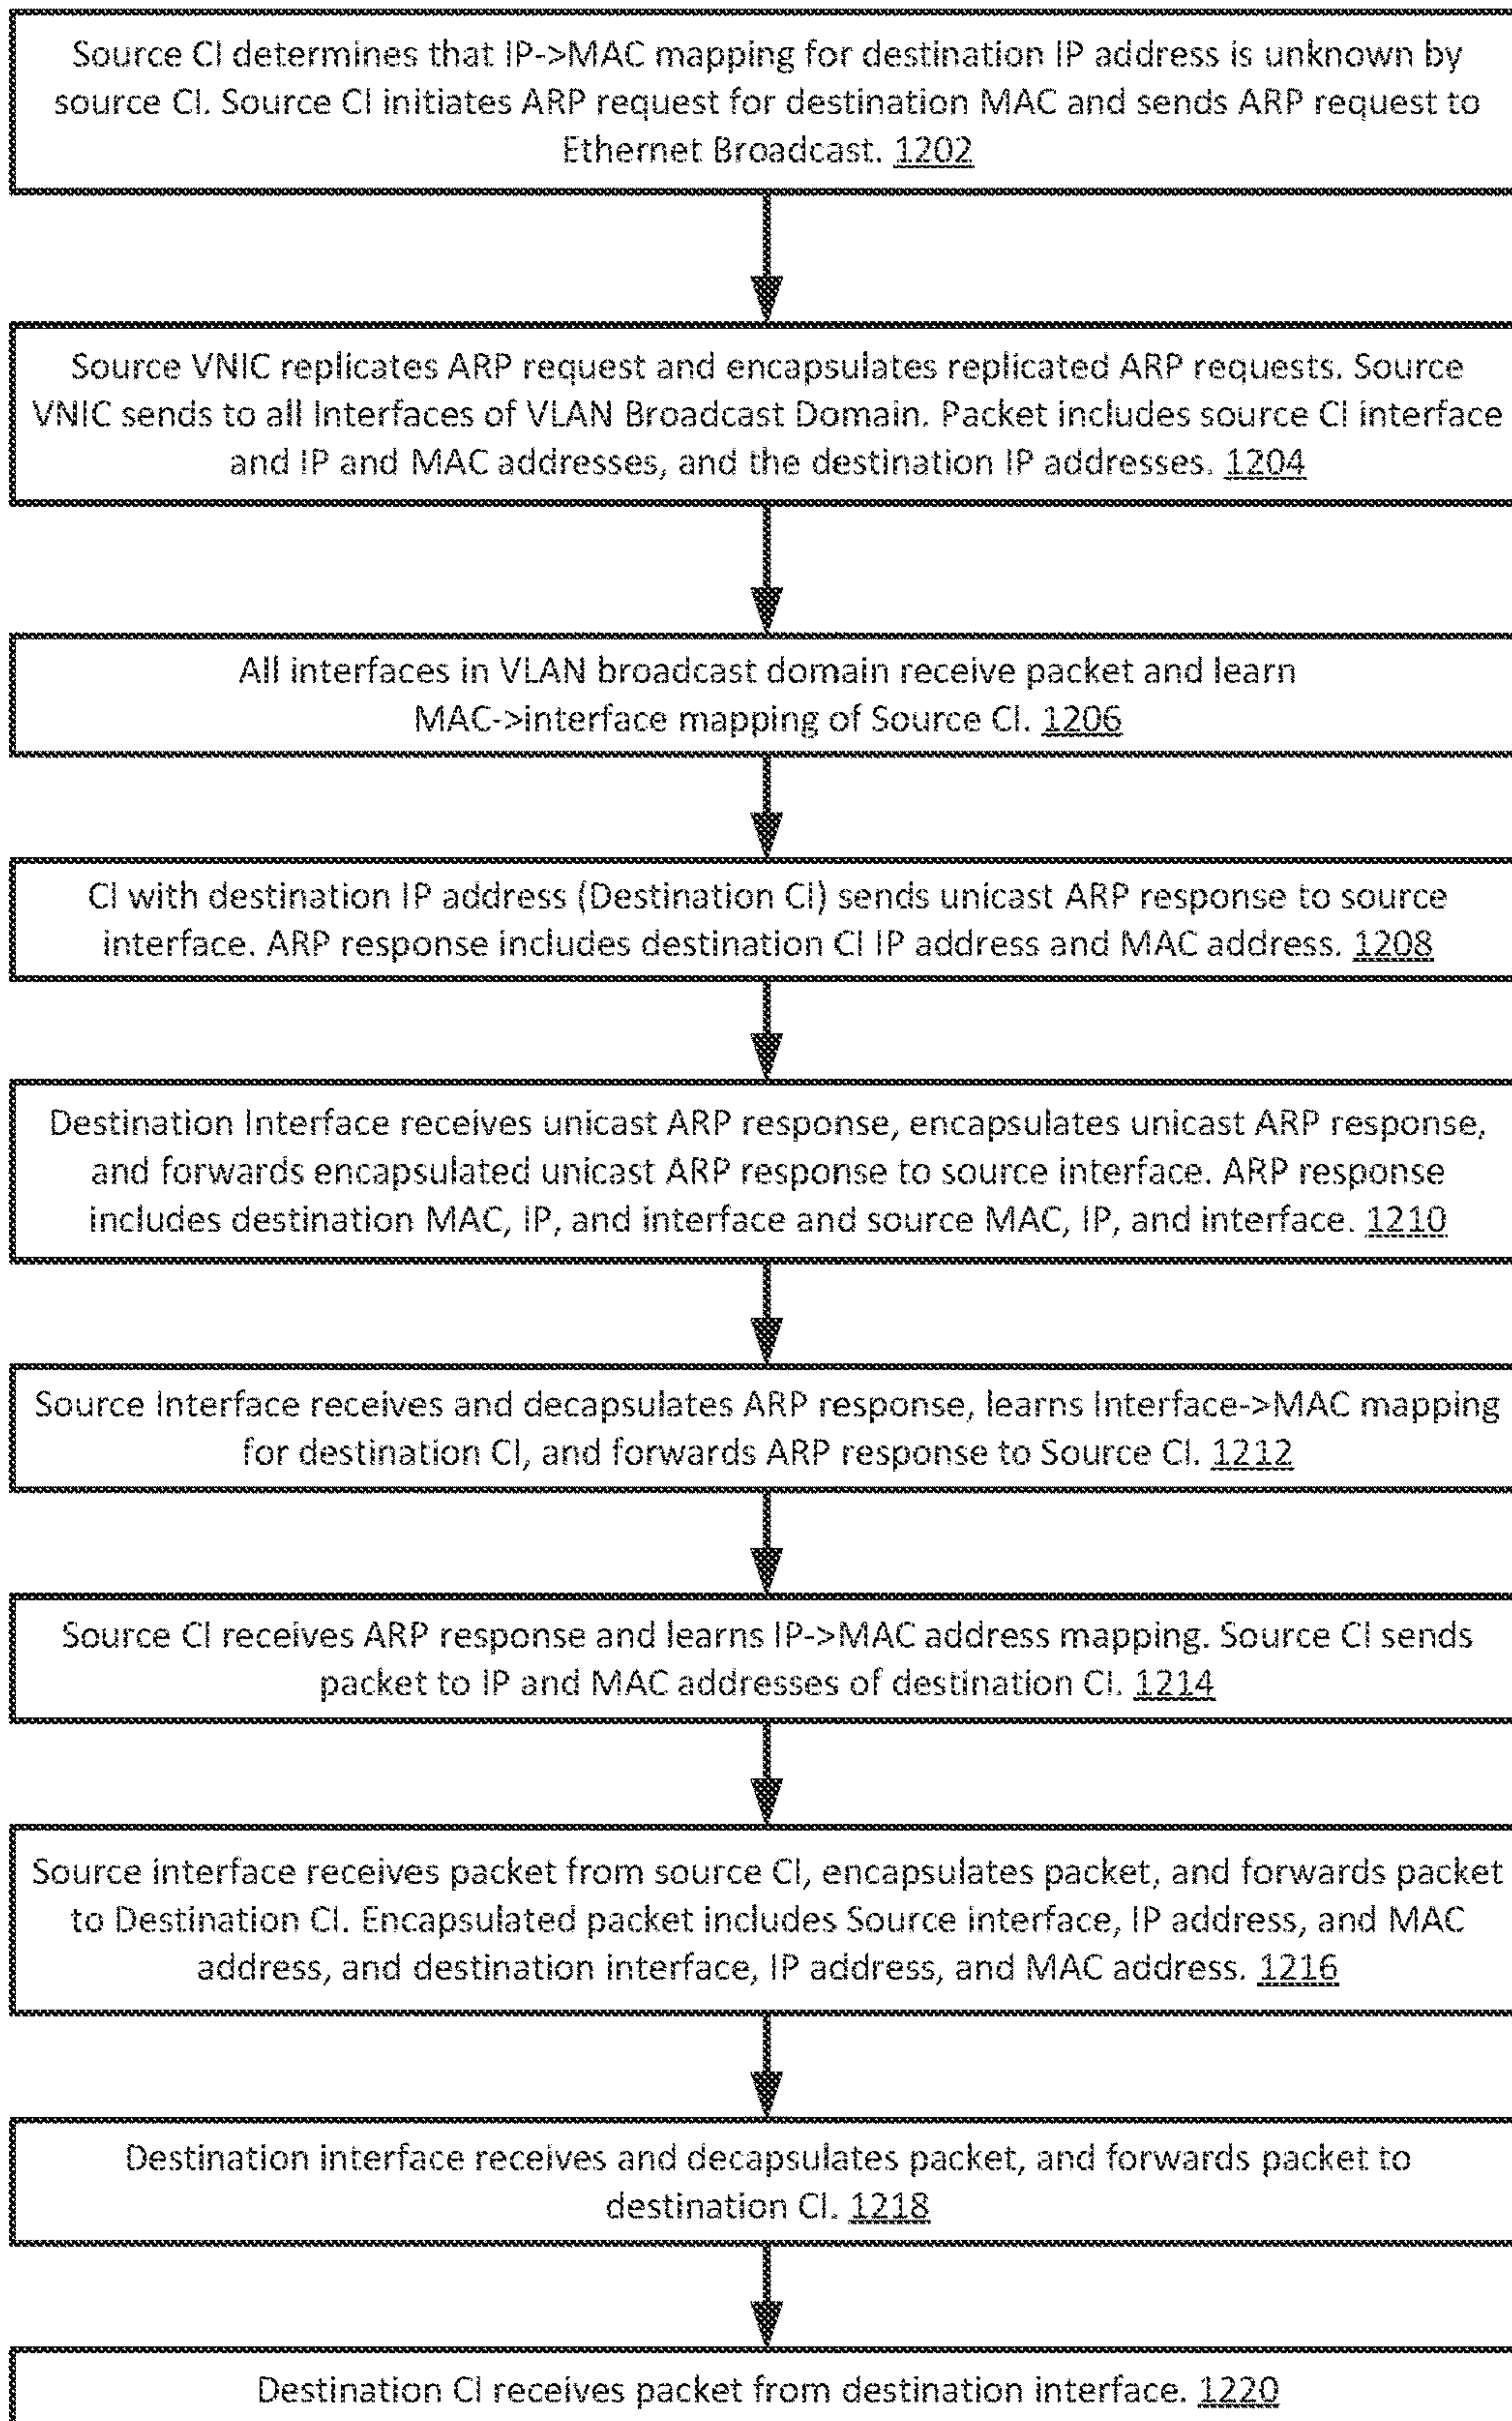 Source CI determines that IP->MAC mapping for destination IP address is unknown by
source CI. Source CI initiates ARP request for destination MAC and sends ARP request to
Ethernet Broadcast. 1202
Source VNIC replicates ARP request and encapsulates replicated ARP requests. Source
VNIC sends to all Interfaces of VLAN Broadcast Domain. Packet includes source CI interface
and IP and MAC addresses, and the destination IP addresses. 1204
All interfaces in VLAN broadcast domain receive packet and learn
MAC->interface mapping of Source CI. 1206
CI with destination IP address (Destination CI) sends unicast ARP response to source
interface. ARP response includes destination CI IP address and MAC address. 1208
Destination Interface receives unicast ARP response, encapsulates unicast ARP response,
and forwards encapsulated unicast ARP response to source interface. ARP response
includes destination MAC, IP, and interface and source MAC, IP, and interface. 1210
Source Interface receives and decapsulates ARP response, learns Interface->MAC mapping
for destination CI, and forwards ARP response to Source CI. 1212
Source CI receives ARP response and learns IP->MAC address mapping. Source CI sends
packet to IP and MAC addresses of destination CI. 1214
Source interface receives packet from source CI, encapsulates packet, and forwards packet
to Destination CI. Encapsulated packet includes Source interface, IP address, and MAC
address, and destination interface, IP address, and MAC address. 1216
Destination interface receives and decapsulates packet, and forwards packet to
destination CI. 1218
Destination CI receives packet from destination interface. 1220